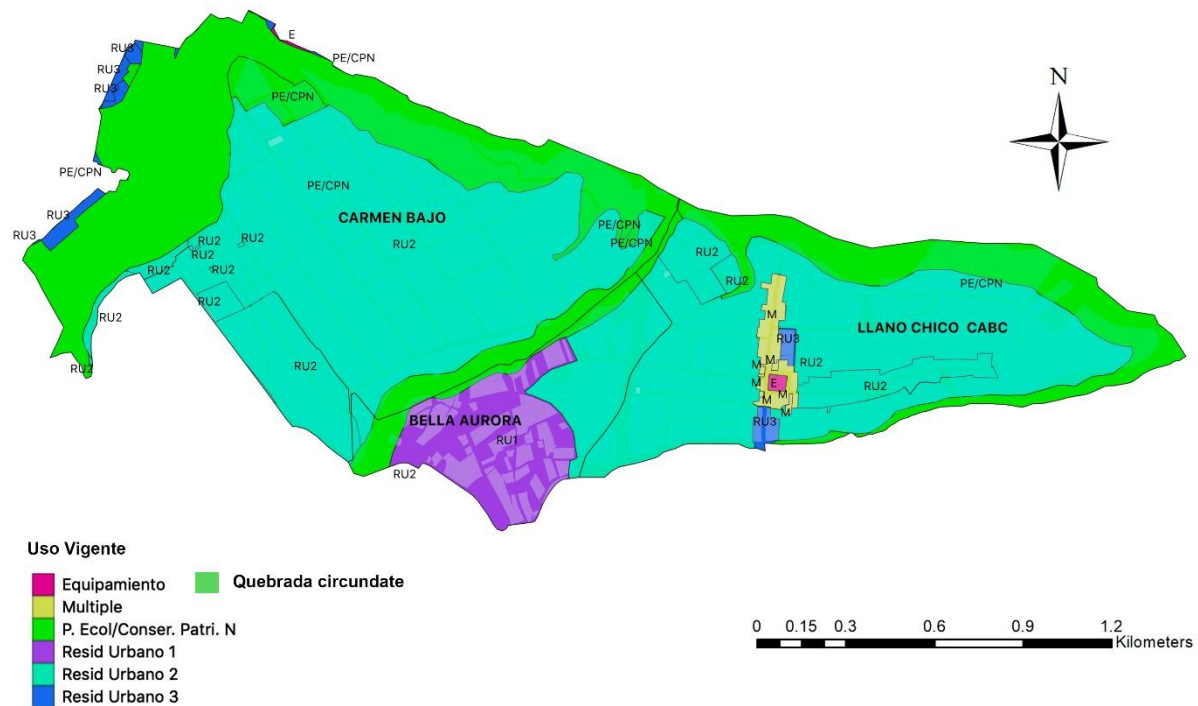 E
RU3
PE/CPN
RU3
RU3
N
PE/CPN
PE/CPN
PE/CPN
RU3
CARMEN BAJO
PE/CPN
RU3
RU2
RU2
RU2
PE/CPN
RU2
RU2
RU2
RU2
RU2
PE/CPN
RU2
RU2
M
LLANO CHICO CABC
RU3
RU2
RU2
M
RU2
M
M
E
RU2
M
M
M
BELLA AURORA
RU3
RU1
RU2
Uso Vigente
Equipamiento
Quebrada circundate
Multiple
P. Ecol/Conser. Patri. N
Resid Urbano 1
Resid Urbano 2
Resid Urbano 3
0 0.15 0.3 0.6 0.9 1.2
Kilometers